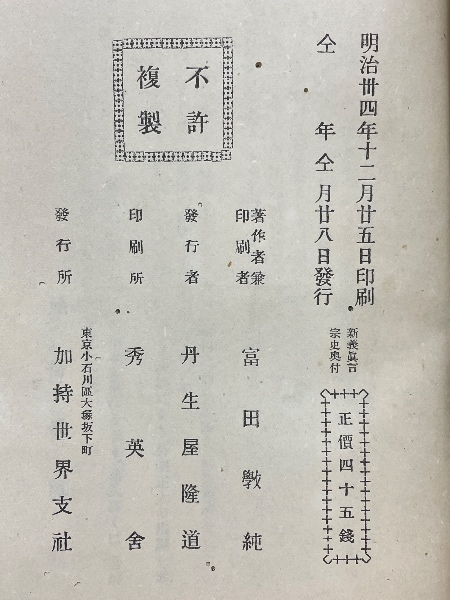 明治卅四年十二月廿五日印刷
仝年仝月廿八日發行
新義眞言
宗史奥付
正價四十五錢
不許
複製
著作者兼
印刷者
富田斅純
發行者
丹生屋隆道
印刷所
秀英舍
發行所
東京小石川區大塚坂下町
加持世界支社